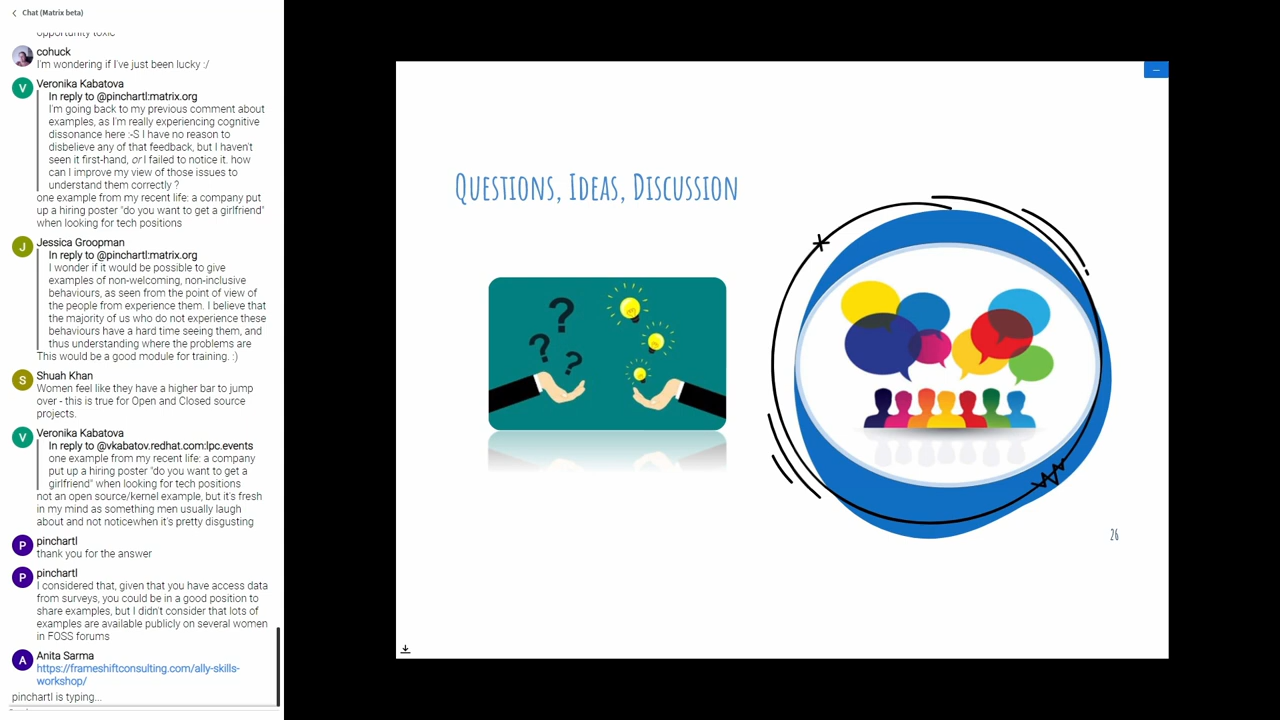 Chat (Matrix beta)
opportunity toxic
cohuck
I'm wondering if I've just been lucky :/
V
Veronika Kabatova
In reply to @pinchartl:matrix.org
I'm going back to my previous comment about
examples, as I'm really experiencing cognitive
dissonance here :-S I have no reason to
disbelieve any of that feedback, but I haven't
seen it first-hand, or I failed to notice it. how
can I improve my view of those issues to
understand them correctly ?
one example from my recent life: a company put
up a hiring poster "do you want to get a girlfriend"
when looking for tech positions
J
Jessica Groopman
In reply to @pinchartl:matrix.org
I wonder if it would be possible to give
examples of non-welcoming, non-inclusive
behaviours, as seen from the point of view of
the people from experience them. I believe that
the majority of us who do not experience these
behaviours have a hard time seeing them, and
thus understanding where the problems are
This would be a good module for training. :)
S
Shuah Khan
Women feel like they have a higher bar to jump
over - this is true for Open and Closed source
projects.
V
Veronika Kabatova
In reply to @vkabatov.redhat.com:lpc.events
one example from my recent life: a company
put up a hiring poster "do you want to get a
girlfriend" when looking for tech positions
not an open source/kernel example, but it's fresh
in my mind as something men usually laugh
about and not noticewhen it's pretty disgusting
P
pinchartl
thank you for the answer
P
pinchartl
I considered that, given that you have access data
from surveys, you could be in a good position to
share examples, but I didn't consider that lots of
examples are available publicly on several women
in FOSS forums
A
Anita Sarma
https://frameshiftconsulting.com/ally-skills-
workshop/
pinchartl is typing...
Questions, Ideas, Discussion
? ? ?
26